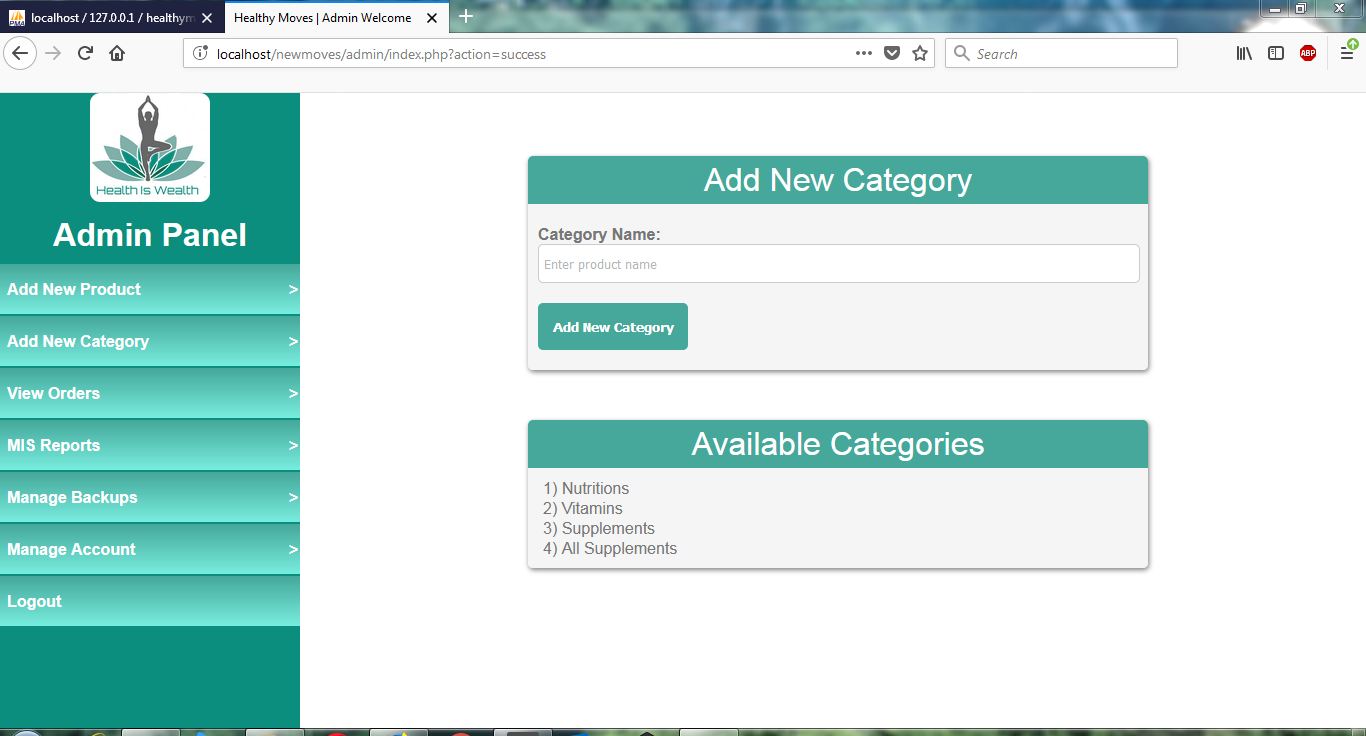 localhost / 127.0.0.1 / healthym
Healthy Moves | Admin Welcome
localhost/newmoves/admin/index.php?action=success
Search
ABP
Health Is Wealth
Admin Panel
Add New Product >
Add New Category >
View Orders >
MIS Reports >
Manage Backups >
Manage Account >
Logout
Add New Category
Category Name:
Enter product name
Add New Category
Available Categories
1) Nutritions
2) Vitamins
3) Supplements
4) All Supplements